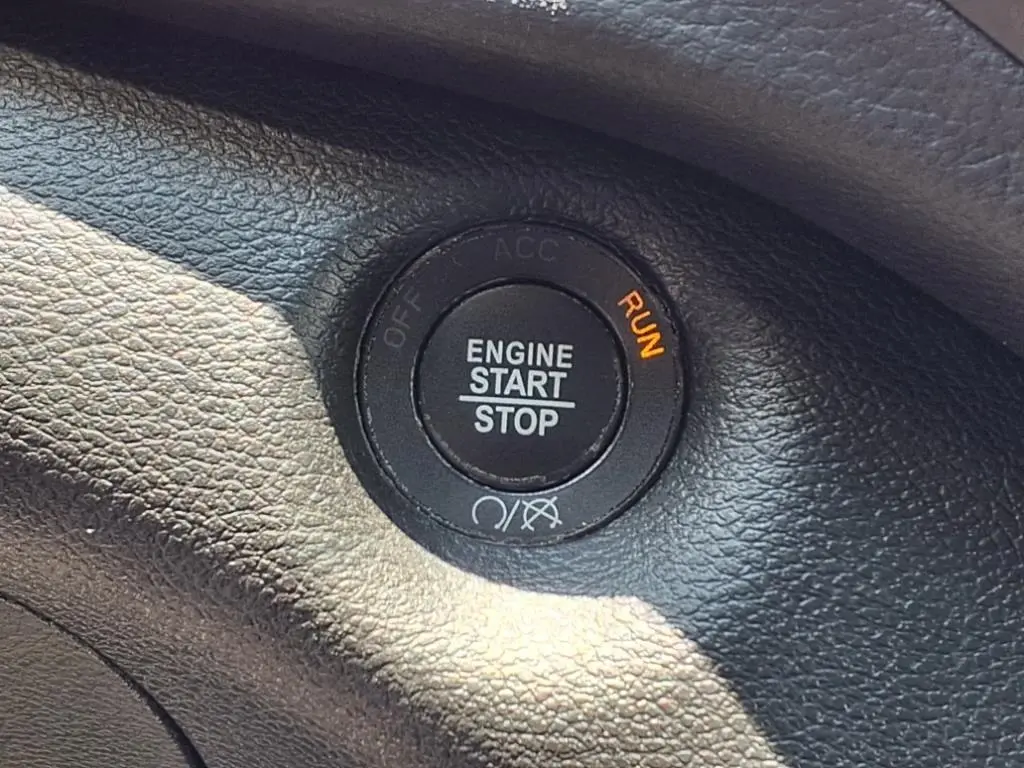 ACC
OFF
RUN
ENGINE
START
STOP